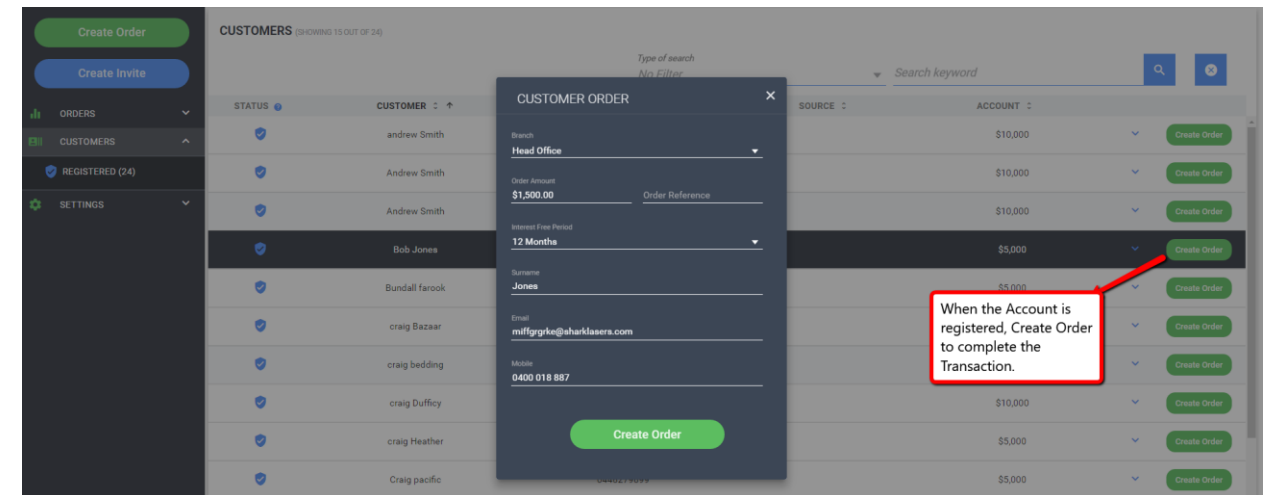 Create Order
Create Invite
ORDERS
CUSTOMERS
REGISTERED (24)
SETTINGS
CUSTOMERS (SHOWING 15 OUT OF 24)
Type of search
No Filter
Search keyword
STATUS CUSTOMER SOURCE ACCOUNT
andrew Smith $10,000 Create Order
Andrew Smith $10,000 Create Order
Andrew Smith $10,000 Create Order
Bob Jones $5,000 Create Order
Bundall farook $5,000 Create Order
craig Bazaar Create Order
craig bedding Create Order
craig Dufficy $10,000 Create Order
craig Heather $5,000 Create Order
Craig pacific $5,000 Create Order
CUSTOMER ORDER
Branch
Head Office
Order Amount
$1,500.00 Order Reference
Interest Free Period
12 Months
Surname
Jones
Email
miffgrgrke@sharklasers.com
Mobile
0400 018 887
Create Order
When the Account is
registered, Create Order
to complete the
Transaction.